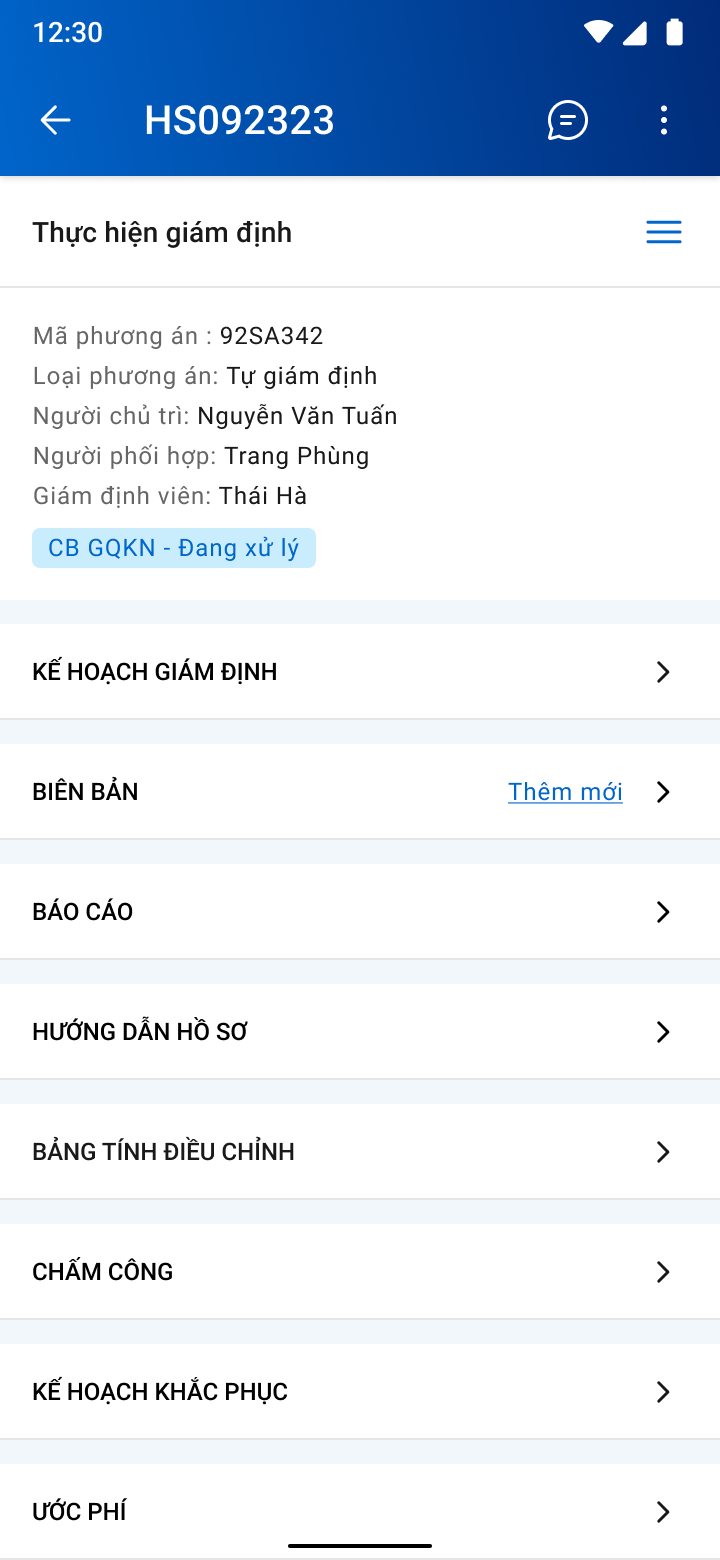 12:30
HS092323
Thực hiện giám định
Mã phương án : 92SA342
Loại phương án: Tự giám định
Người chủ trì: Nguyễn Văn Tuấn
Người phối hợp: Trang Phùng
Giám định viên: Thái Hà
CB GQKN - Đang xử lý
KẾ HOẠCH GIÁM ĐỊNH
BIÊN BẢN Thêm mới
BÁO CÁO
HƯỚNG DẪN HỒ SƠ
BẢNG TÍNH ĐIỀU CHỈNH
CHẤM CÔNG
KẾ HOẠCH KHẮC PHỤC
ƯỚC PHÍ